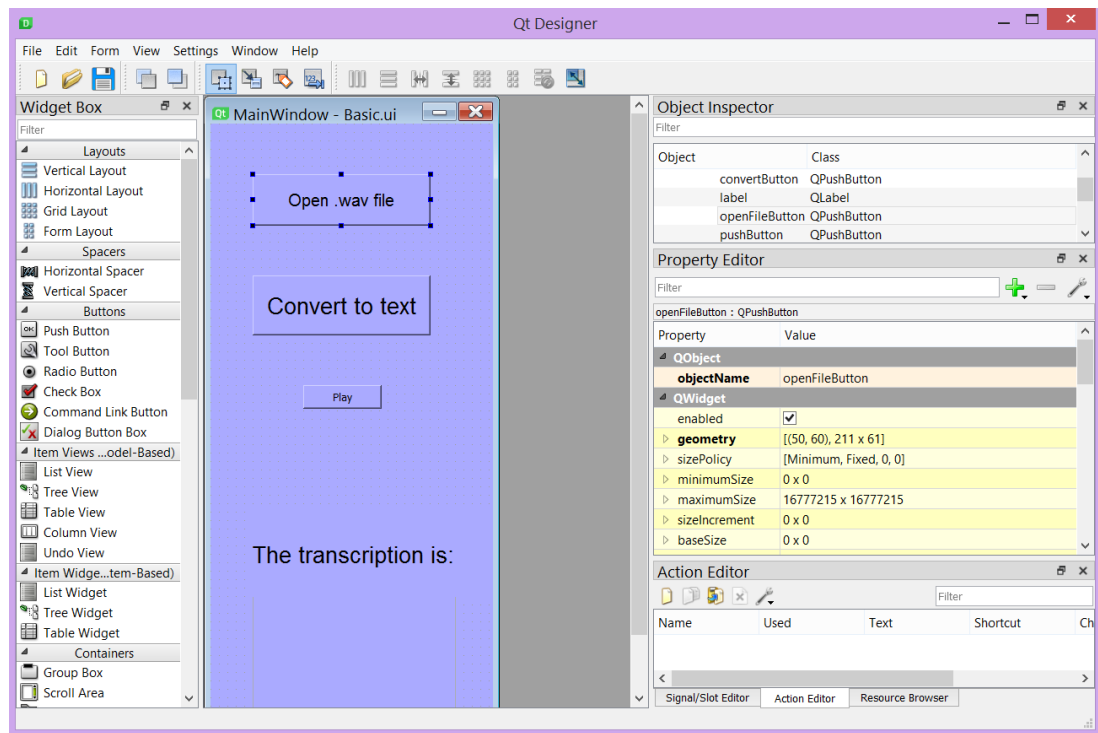 Qt Designer
File Edit Form View Settings Window Help
Widget Box
Filter
Layouts
Vertical Layout
Horizontal Layout
Grid Layout
Form Layout
Spacers
Horizontal Spacer
Vertical Spacer
Buttons
Push Button
Tool Button
Radio Button
Check Box
Command Link Button
Dialog Button Box
Item Views ...odel-Based)
List View
Tree View
Table View
Column View
Undo View
Item Widge...tem-Based)
List Widget
Tree Widget
Table Widget
Containers
Group Box
Scroll Area
MainWindow - Basic.ui
Open .wav file
Convert to text
Play
The transcription is:
Object Inspector
Filter
Object Class
convertButton QPushButton
label QLabel
openFileButton QPushButton
pushButton QPushButton
Property Editor
Filter
openFileButton : QPushButton
Property Value
QObject
objectName openFileButton
QWidget
enabled
geometry [(50, 60), 211 x 61]
sizePolicy [Minimum, Fixed, 0, 0]
minimumSize 0 x 0
maximumSize 16777215 x 16777215
sizeIncrement 0 x 0
baseSize 0 x 0
Action Editor
Filter
Name Used Text Shortcut Ch
Signal/Slot Editor Action Editor Resource Browser